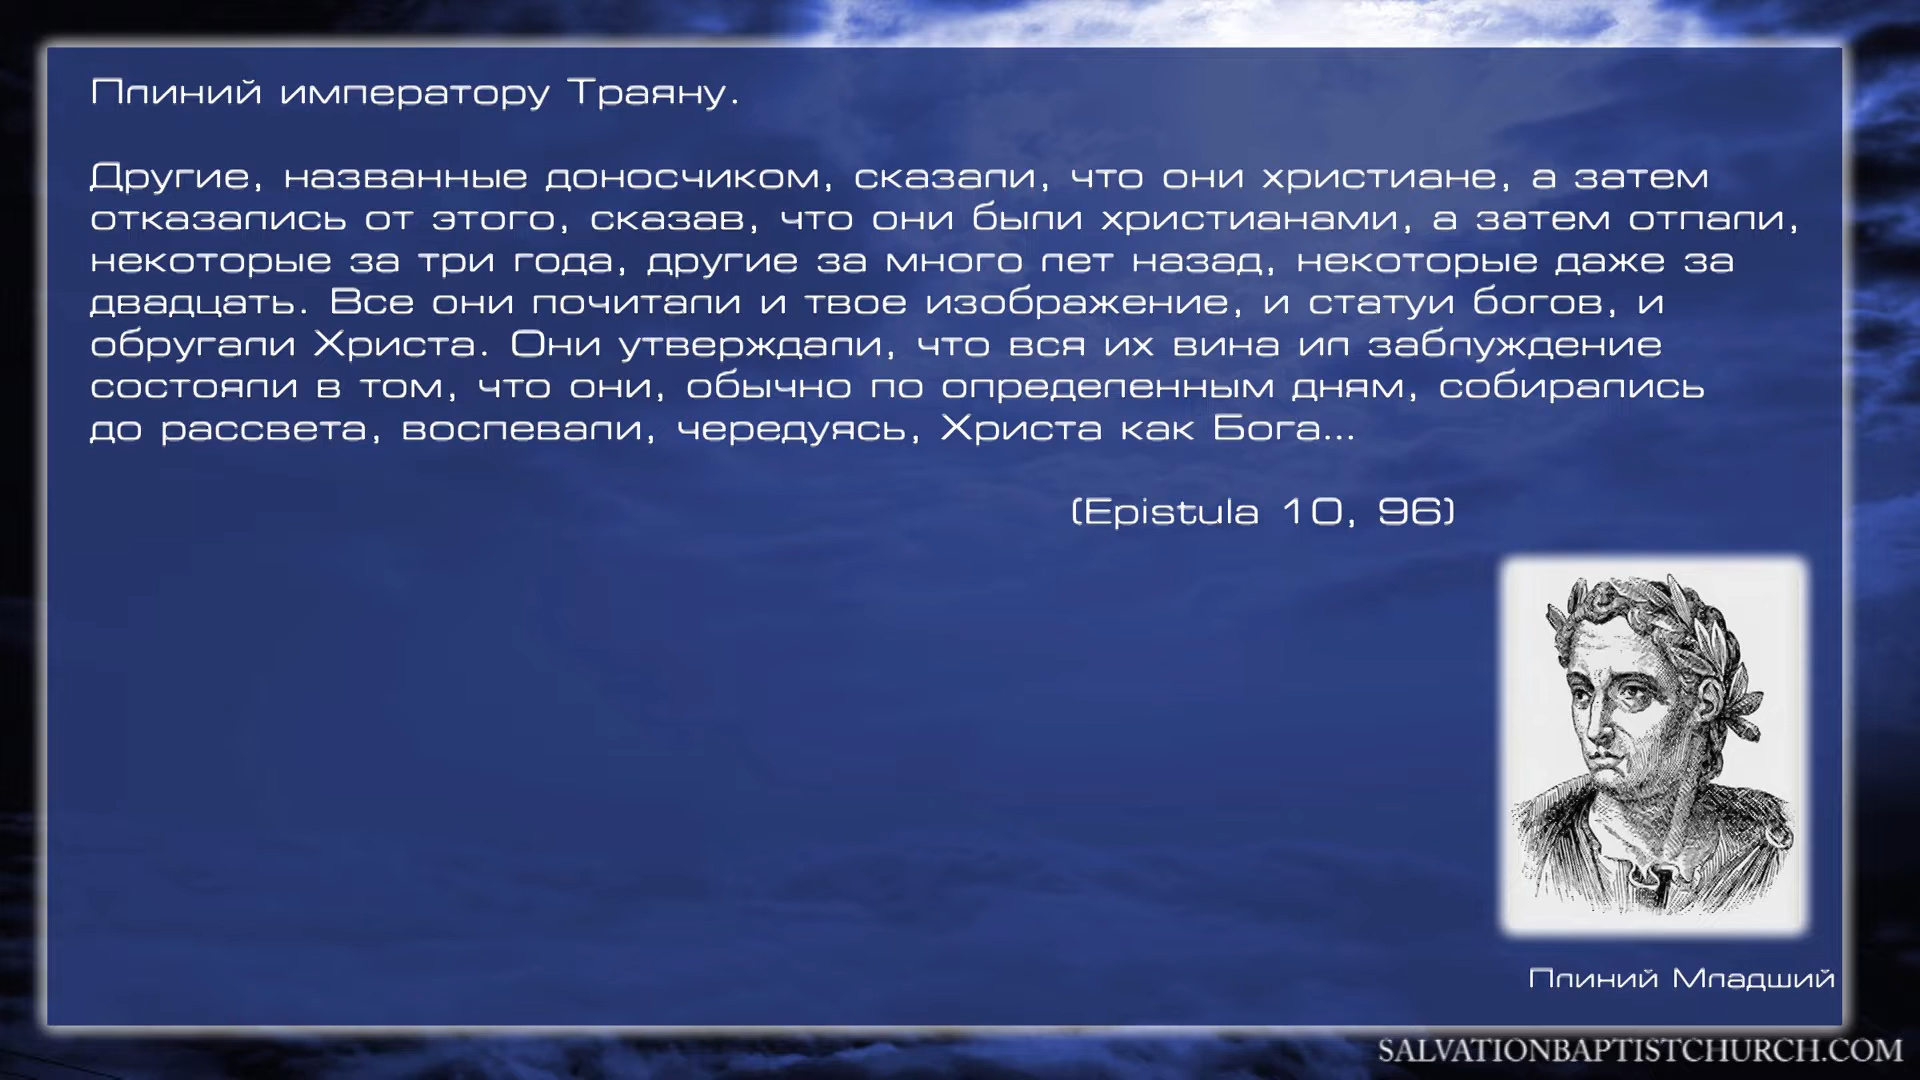 Плиний императору Траяну.
Другие, названные доносчиком, сказали, что они христиане, а затем
отказались от этого, сказав, что они были христианами, а затем отпали,
некоторые за три года, другие за много лет назад, некоторые даже за
двадцать. Все они почитали и твое изображение, и статуи богов, и
обругали Христа. Они утверждали, что вся их вина ил заблуждение
состояли в том, что они, обычно по определенным дням, собирались
до рассвета, воспевали, чередуясь, Христа как Бога...
(Epistula 10, 96)
Плиний Младший
SALVATIONBAPTISTCHURCH.COM